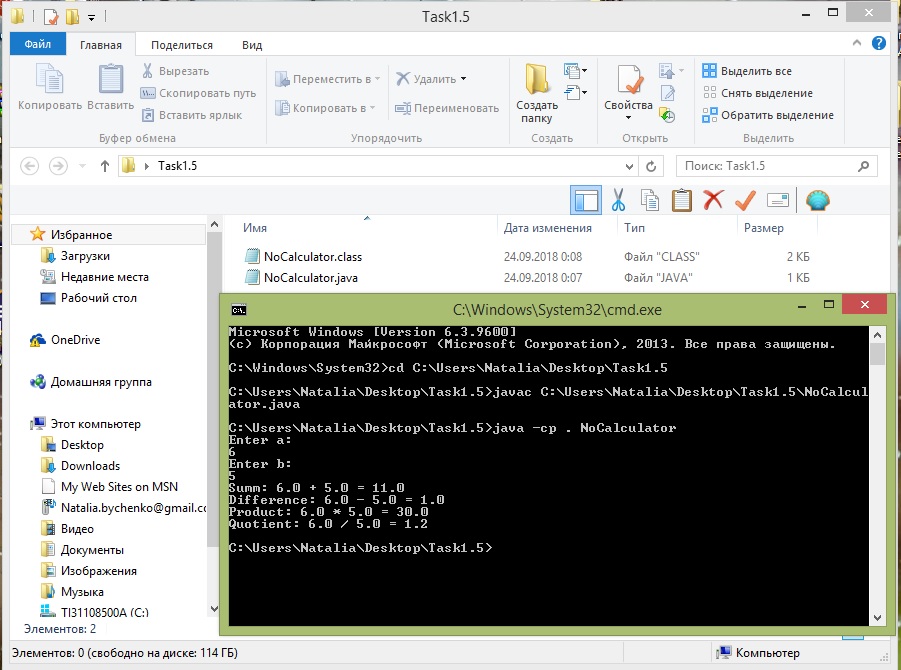 Task1.5
Файл Главная Поделиться Вид
Копировать
Вставить
Вырезать
Скопировать путь
Вставить ярлык
Буфер обмена
Переместить в
Копировать в
Удалить
Переименовать
Упорядочить
Создать папку
Создать
Свойства
Открыть
Выделить все
Снять выделение
Обратить выделение
Выделить
Task1.5
Поиск: Task1.5
Имя Дата изменения Тип Размер
NoCalculator.class 24.09.2018 0:08 Файл "CLASS" 2 КБ
NoCalculator.java 24.09.2018 0:07 Файл "JAVA" 1 КБ
Избранное
Загрузки
Недавние места
Рабочий стол
OneDrive
Домашняя группа
Этот компьютер
Desktop
Downloads
My Web Sites on MSN
Natalia.bychenko@gmail.co
Видео
Документы
Изображения
Музыка
TI31108500A (C:)
Элементов: 2
C:\Windows\System32\cmd.exe
Microsoft Windows [Version 6.3.9600]
(c) Корпорация Майкрософт (Microsoft Corporation), 2013. Все права защищены.
C:\Windows\System32>cd C:\Users\Natalia\Desktop\Task1.5
C:\Users\Natalia\Desktop\Task1.5>javac C:\Users\Natalia\Desktop\Task1.5\NoCalcul
ator.java
C:\Users\Natalia\Desktop\Task1.5>java -cp . NoCalculator
Enter a:
6
Enter b:
5
Summ: 6.0 + 5.0 = 11.0
Difference: 6.0 - 5.0 = 1.0
Product: 6.0 * 5.0 = 30.0
Quotient: 6.0 / 5.0 = 1.2
C:\Users\Natalia\Desktop\Task1.5>
Элементов: 0 (свободно на диске: 114 ГБ)
Компьютер